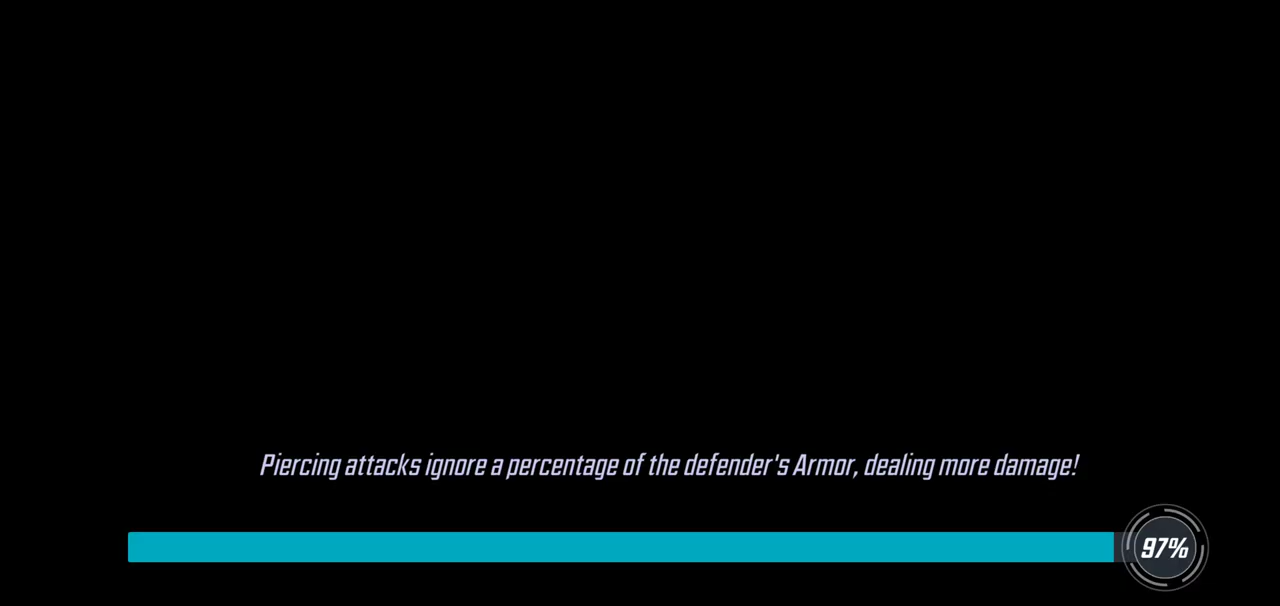 Piercing attacks ignore a percentage of the defender's Armor, dealing more damage!
97%